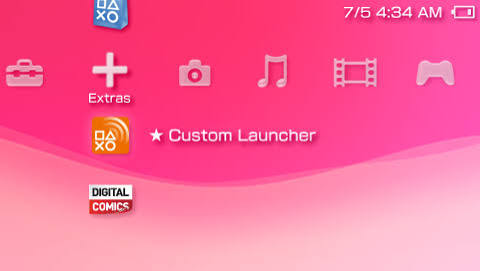 7/5 4:34 AM
Extras
★ Custom Launcher
DIGITAL
COMICS